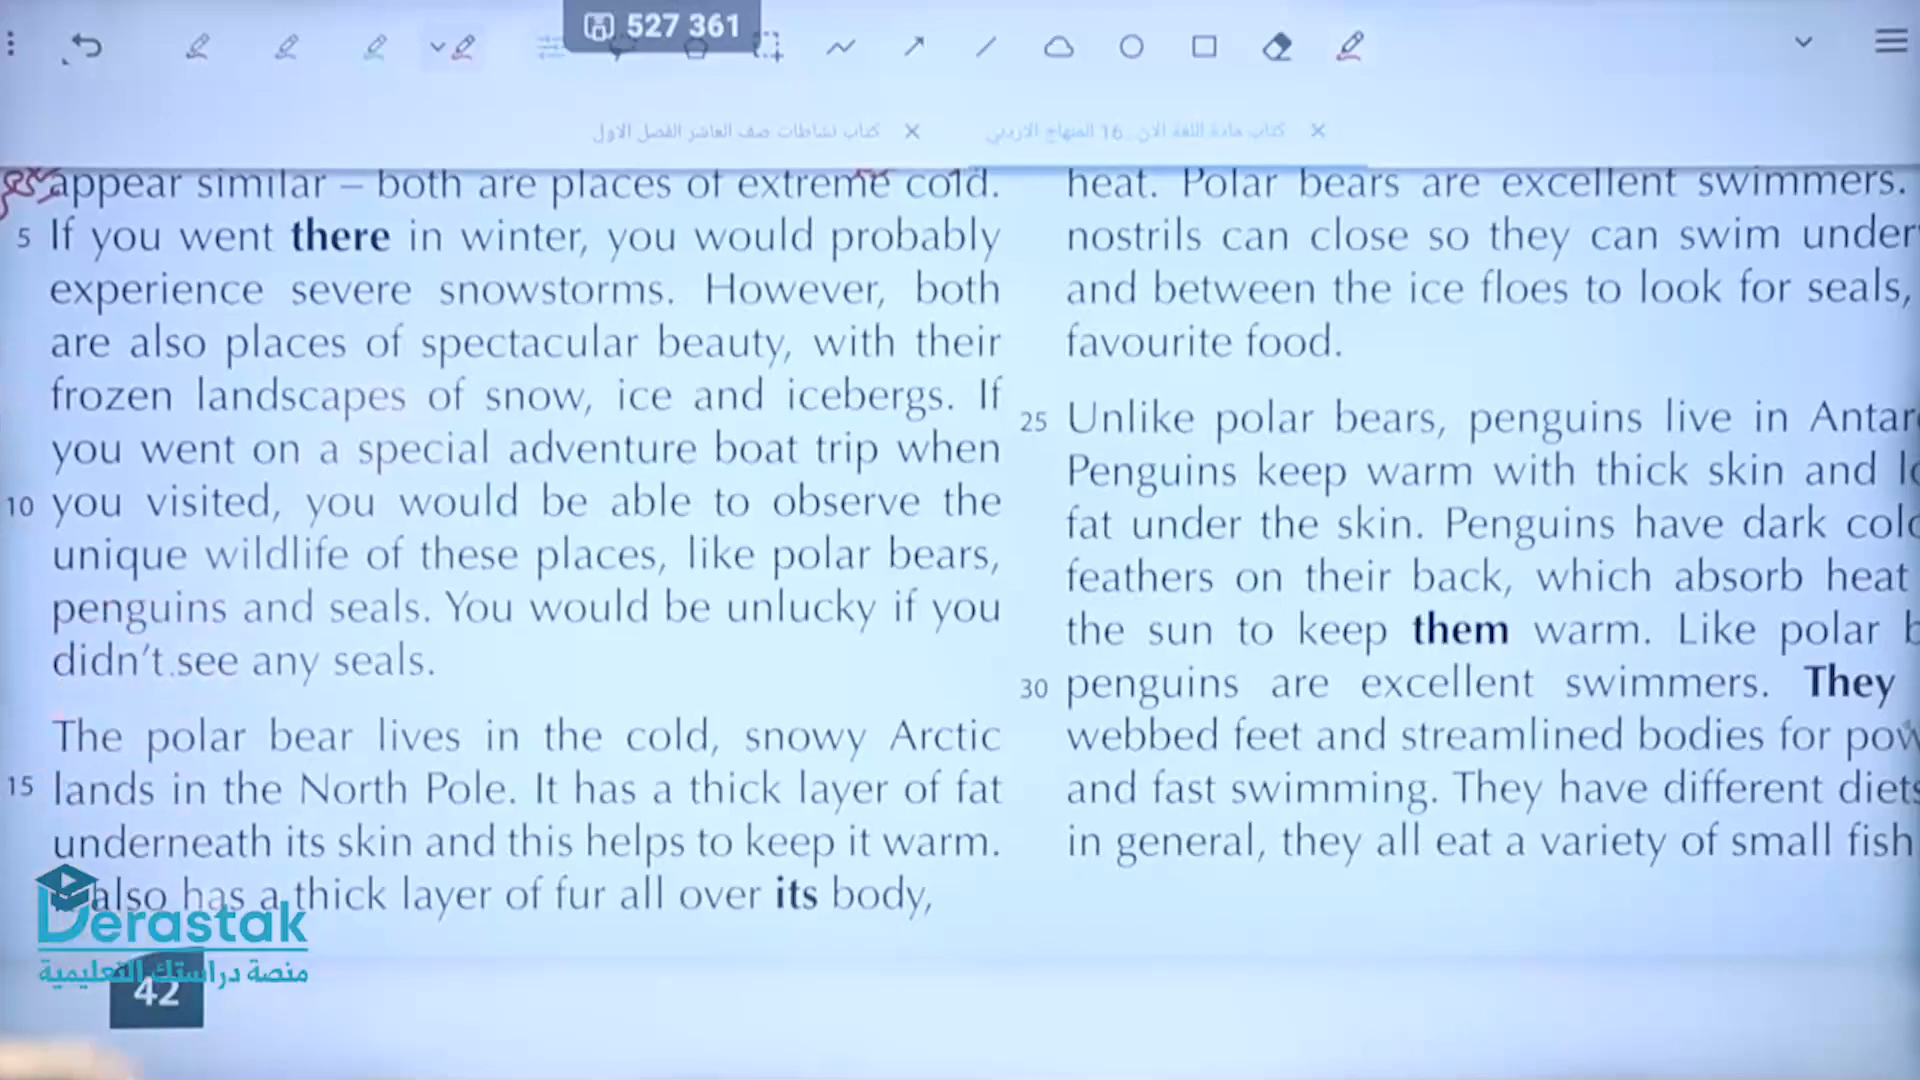 527 361
كتاب نشاطات صف العاشر الفصل الاول
appear similar – both are places of extreme cold.
5 If you went there in winter, you would probably
experience severe snowstorms. However, both
are also places of spectacular beauty, with their
frozen landscapes of snow, ice and icebergs. If
you went on a special adventure boat trip when
10 you visited, you would be able to observe the
unique wildlife of these places, like polar bears,
penguins and seals. You would be unlucky if you
didn't see any seals.
The polar bear lives in the cold, snowy Arctic
15 lands in the North Pole. It has a thick layer of fat
underneath its skin and this helps to keep it warm.
also has a thick layer of fur all over its body,
heat. Polar bears are excellent swimmers.
nostrils can close so they can swim under
and between the ice floes to look for seals,
favourite food.
25 Unlike polar bears, penguins live in
Penguins keep warm with thick skin and
fat under the skin. Penguins have dark
feathers on their back, which absorb heat
the sun to keep them warm. Like polar
30 penguins are excellent swimmers. They
webbed feet and streamlined bodies for
and fast swimming. They have different diets
in general, they all eat a variety of small fish
Derastak
منصة دراستك التعليمية
42